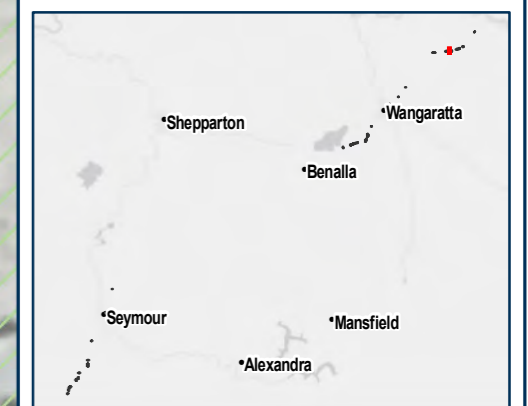 Shepparton
Wangaratta
Benalla
Seymour
Mansfield
Alexandra